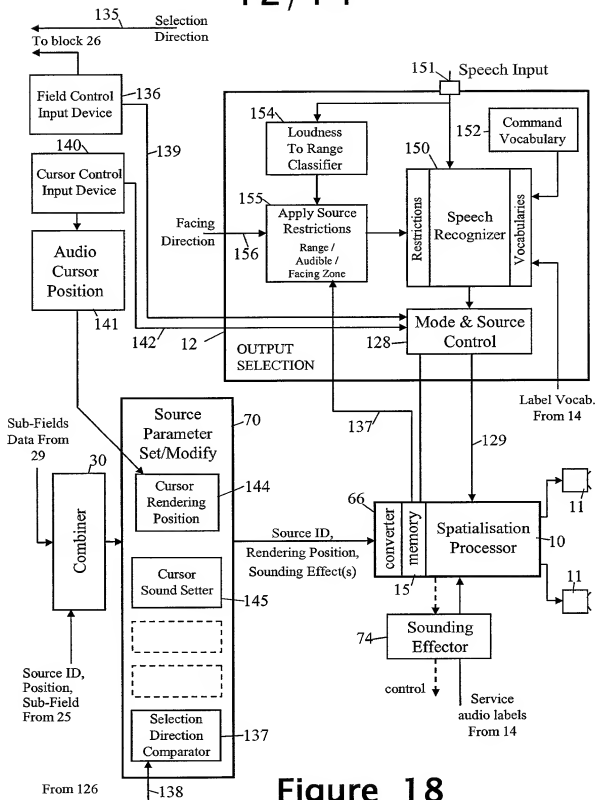 12/14
135
Selection
Direction
To block 26
Field Control
Input Device
136
139
140
Cursor Control
Input Device
Audio
Cursor
Position
141
142
151
Speech Input
154
Loudness
To Range
Classifier
152
Command
Vocabulary
150
Restrictions
Speech
Recognizer
Vocabularies
155
Apply Source
Restrictions
Range /
Audible /
Facing Zone
Facing
Direction
156
12
OUTPUT
SELECTION
128
Mode & Source
Control
Label Vocab.
From 14
137
129
Sub-Fields
Data From
29
30
Combiner
Source ID,
Position,
Sub-Field
From 25
Source
Parameter
Set/Modify
70
Cursor
Rendering
Position
144
Cursor
Sound Setter
145
Selection
Direction
Comparator
137
From 126
138
Source ID,
Rendering Position,
Sounding Effect(s)
66
converter
memory
15
Spatialisation
Processor
10
11
11
74
Sounding
Effector
control
Service
audio labels
From 14
Figure 18